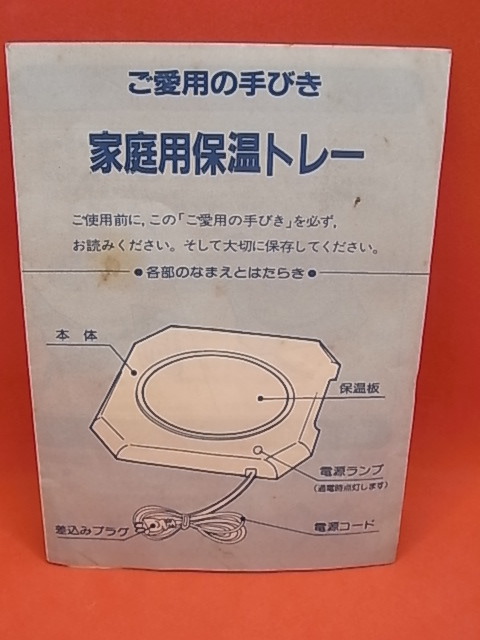 ご愛用の手びき
家庭用保温トレー
ご使用前に,この「ご愛用の手びき」を必ず,
お読みください。そして大切に保存してください。
●各部のなまえとはたらき●
本 体
保温板
電源ランプ
(通電時点灯します)
差込みプラグ
電源コード